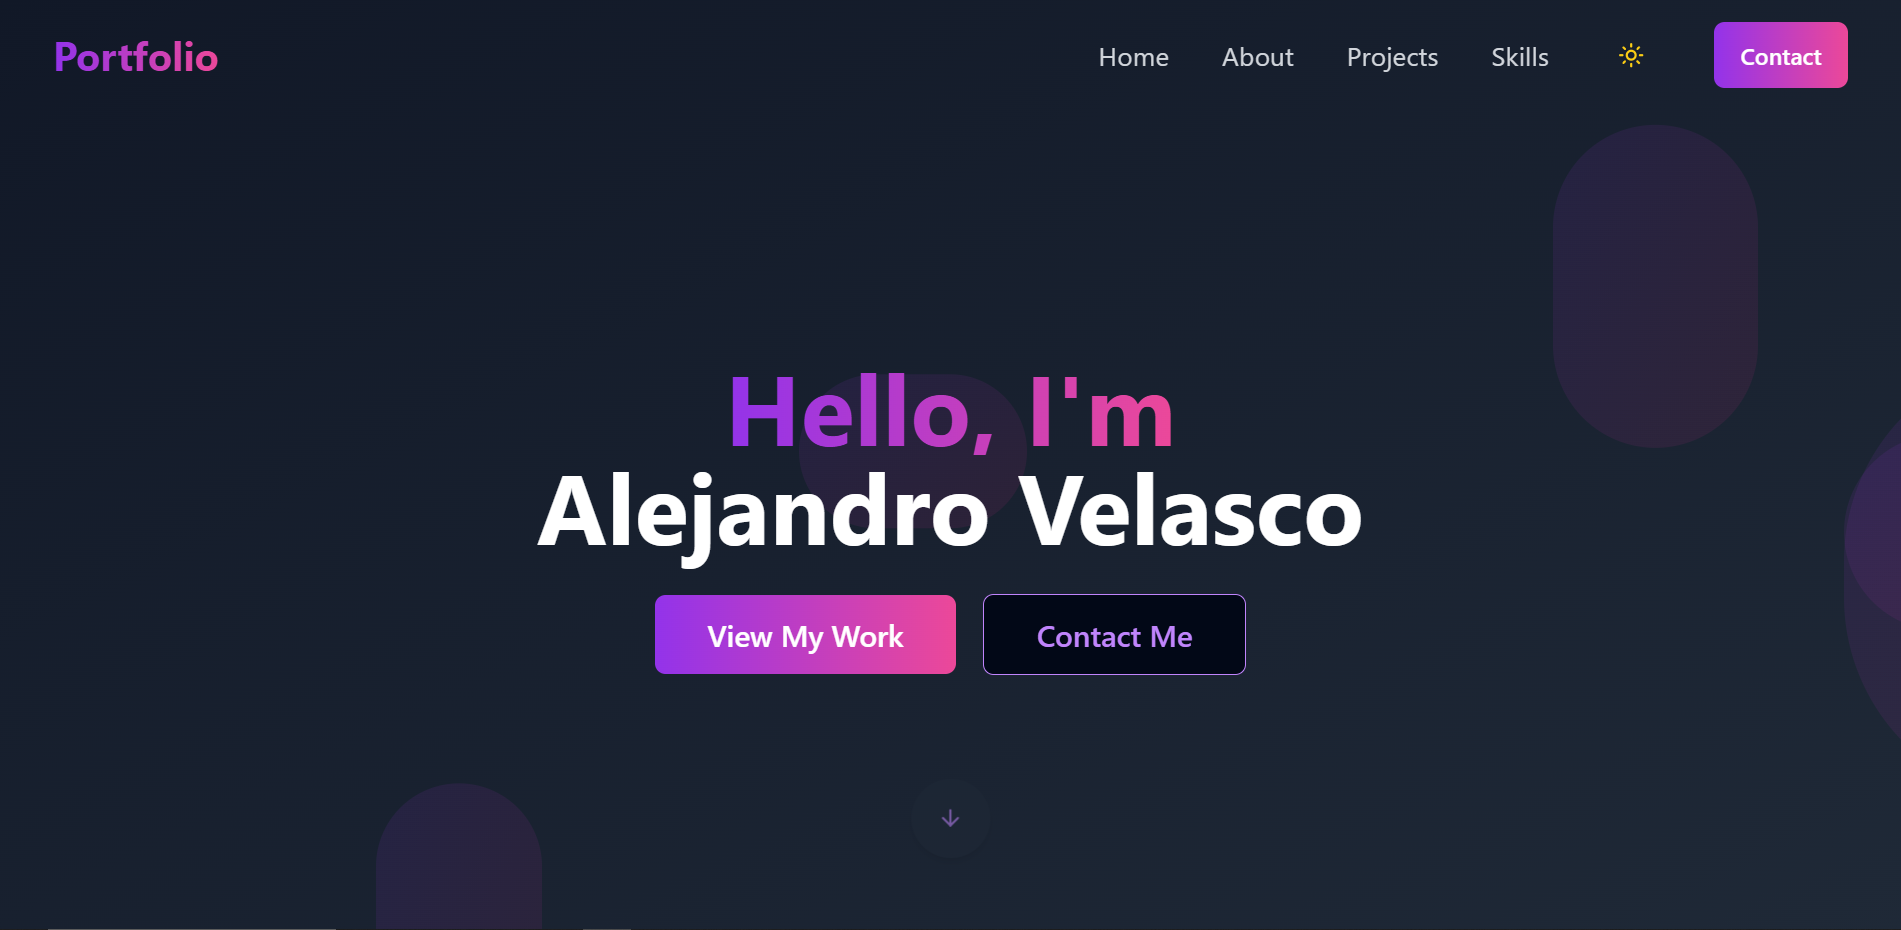 Portfolio
Home About Projects Skills Contact
Hello, I'm
Alejandro Velasco
View My Work Contact Me